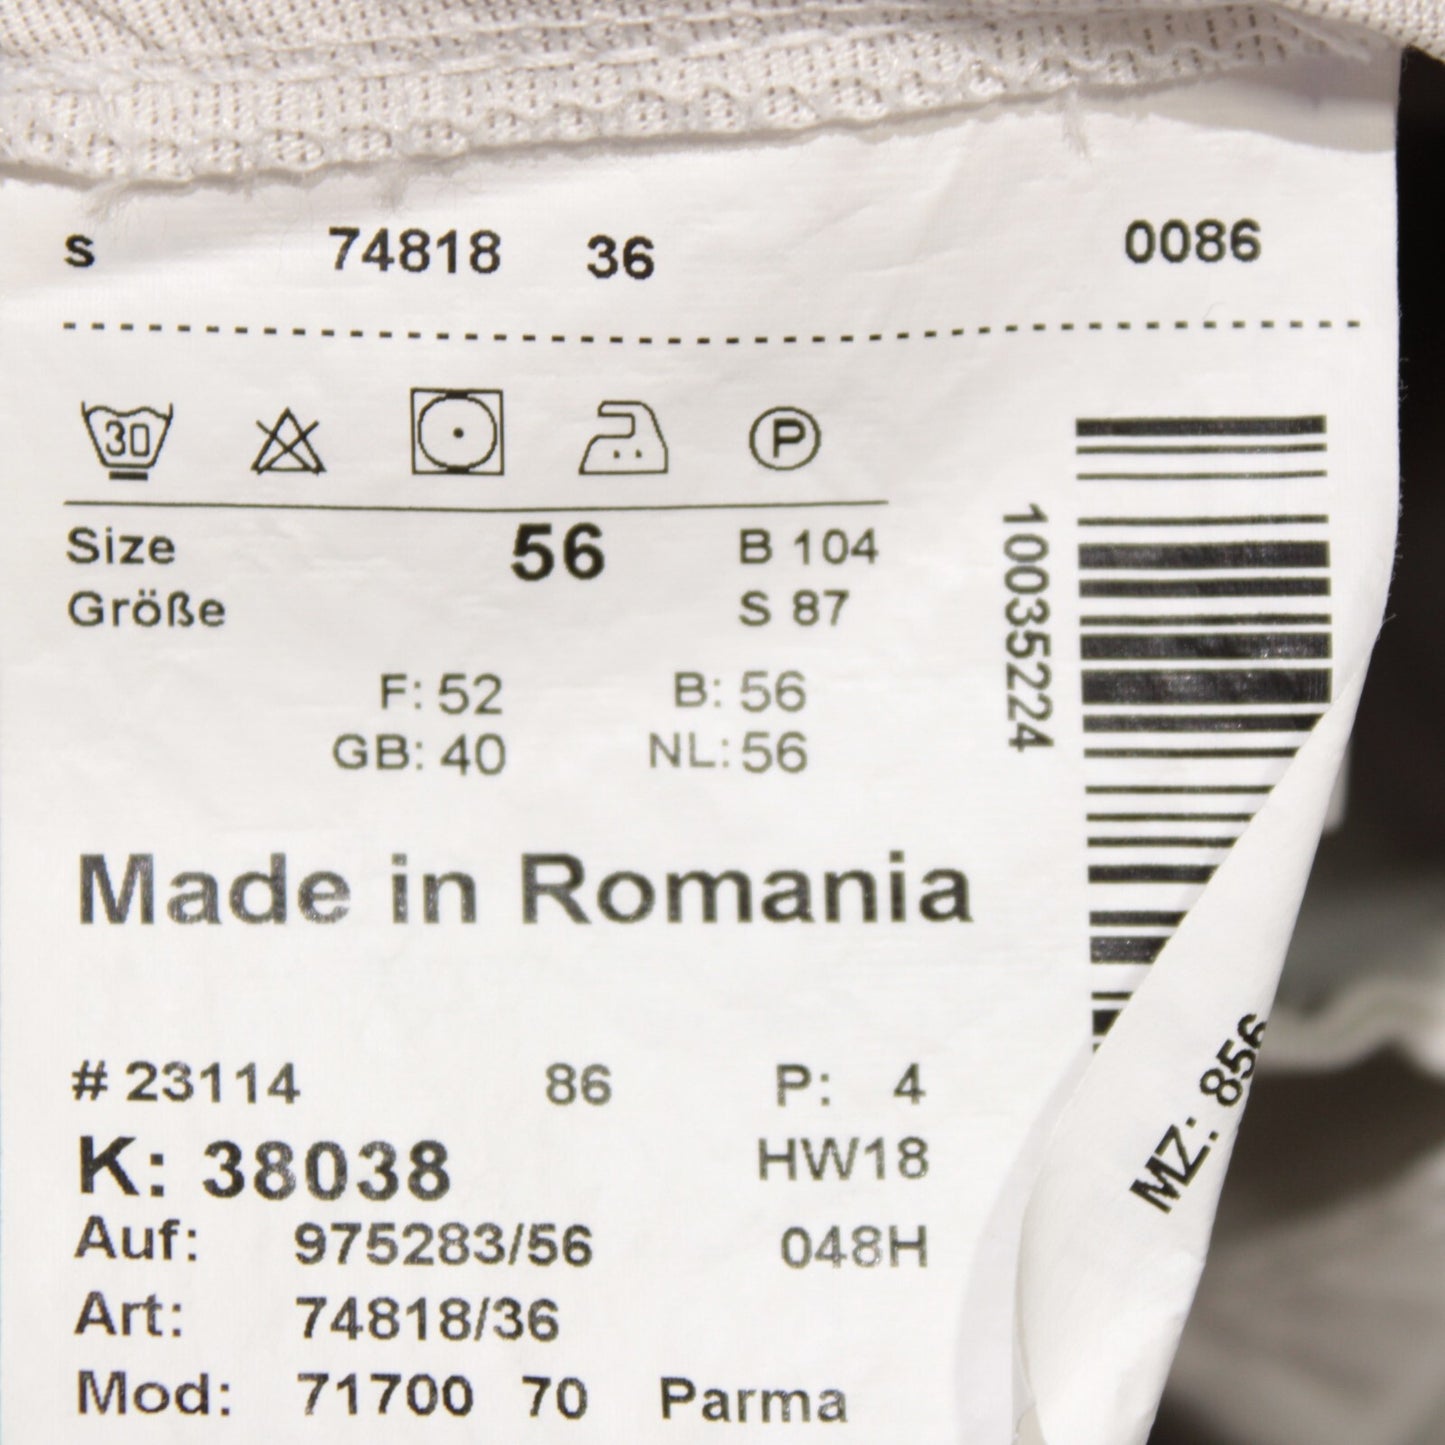 s 74818 36 0086
30 P
Size 56 B 104
Größe S 87
F: 52 B: 56
GB: 40 NL: 56
Made in Romania
# 23114 86 P: 4
K: 38038 HW18
Auf: 975283/56 048H
Art: 74818/36
Mod: 71700 70 Parma
10035224
MZ: 856